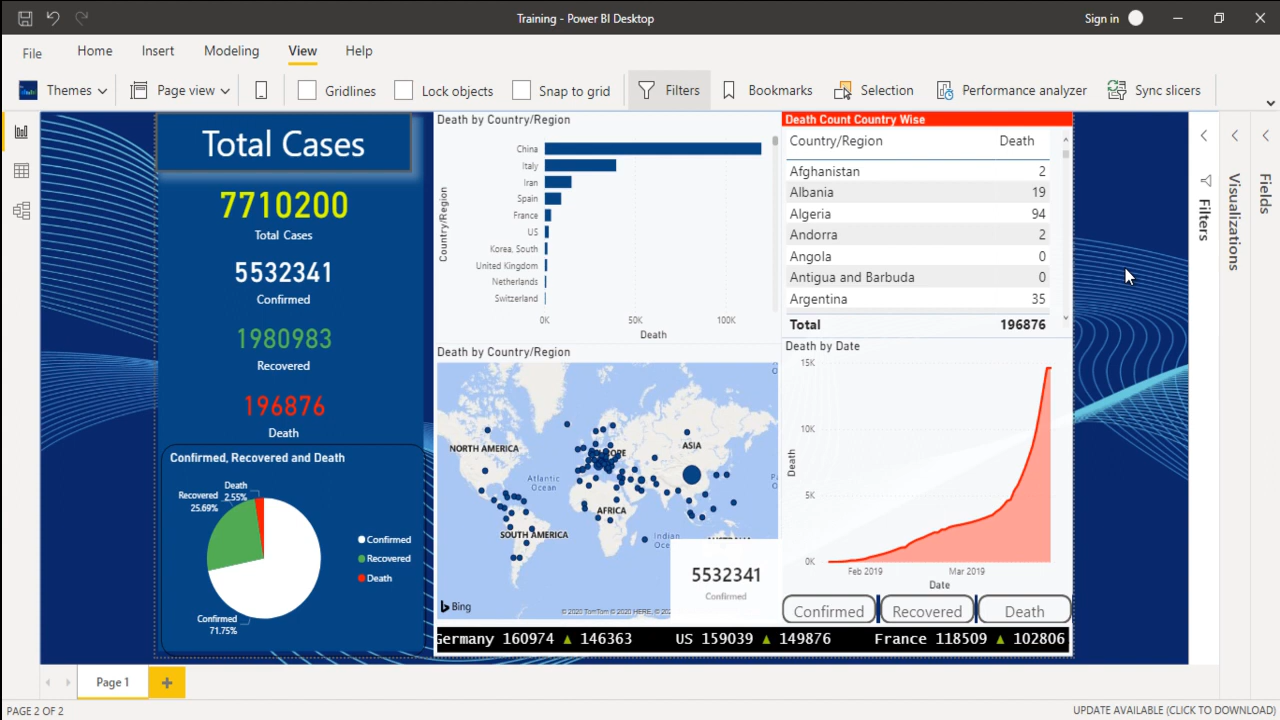 Training - Power BI Desktop
Sign in
File Home Insert Modeling View Help
Themes Page view Gridlines Lock objects Snap to grid Filters Bookmarks Selection Performance analyzer Sync slicers
Total Cases
7710200
Total Cases
5532341
Confirmed
1980983
Recovered
196876
Death
Confirmed, Recovered and Death
Death
2.55%
Recovered
25.69%
Confirmed
71.75%
Confirmed
Recovered
Death
Death by Country/Region
Country/Region
China
Italy
Iran
Spain
France
US
Korea, South
United Kingdom
Netherlands
Switzerland
0K 50K 100K
Death
Death Count Country Wise
Country/Region Death
Afghanistan 2
Albania 19
Algeria 94
Andorra 2
Angola 0
Antigua and Barbuda 0
Argentina 35
Total 196876
Death by Country/Region
NORTH AMERICA
ASIA
Atlantic
Ocean
AFRICA
SOUTH AMERICA
Indian
Bing
© 2020 TomTom © 2020 HERE, ©
5532341
Confirmed
Death by Date
15K
10K
5K
0K
Death
Feb 2019 Mar 2019
Date
Confirmed Recovered Death
Germany 160974 ▲ 146363 US 159039 ▲ 149876 France 118509 ▲ 102806
Filters
Visualizations
Fields
Page 1
PAGE 2 OF 2
UPDATE AVAILABLE (CLICK TO DOWNLOAD)